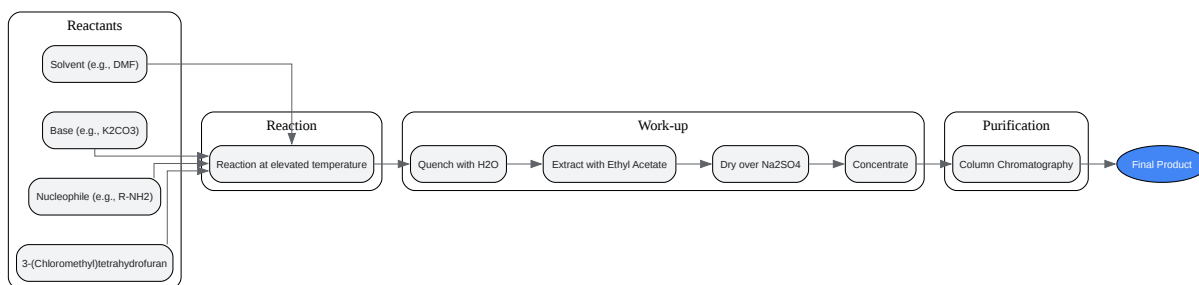 Reactants
Solvent (e.g., DMF)
Base (e.g., K2CO3)
Nucleophile (e.g., R-NH2)
3-(Chloromethyl)tetrahydrofuran
Reaction
Reaction at elevated temperature
Work-up
Quench with H2O
Extract with Ethyl Acetate
Dry over Na2SO4
Concentrate
Purification
Column Chromatography
Final Product